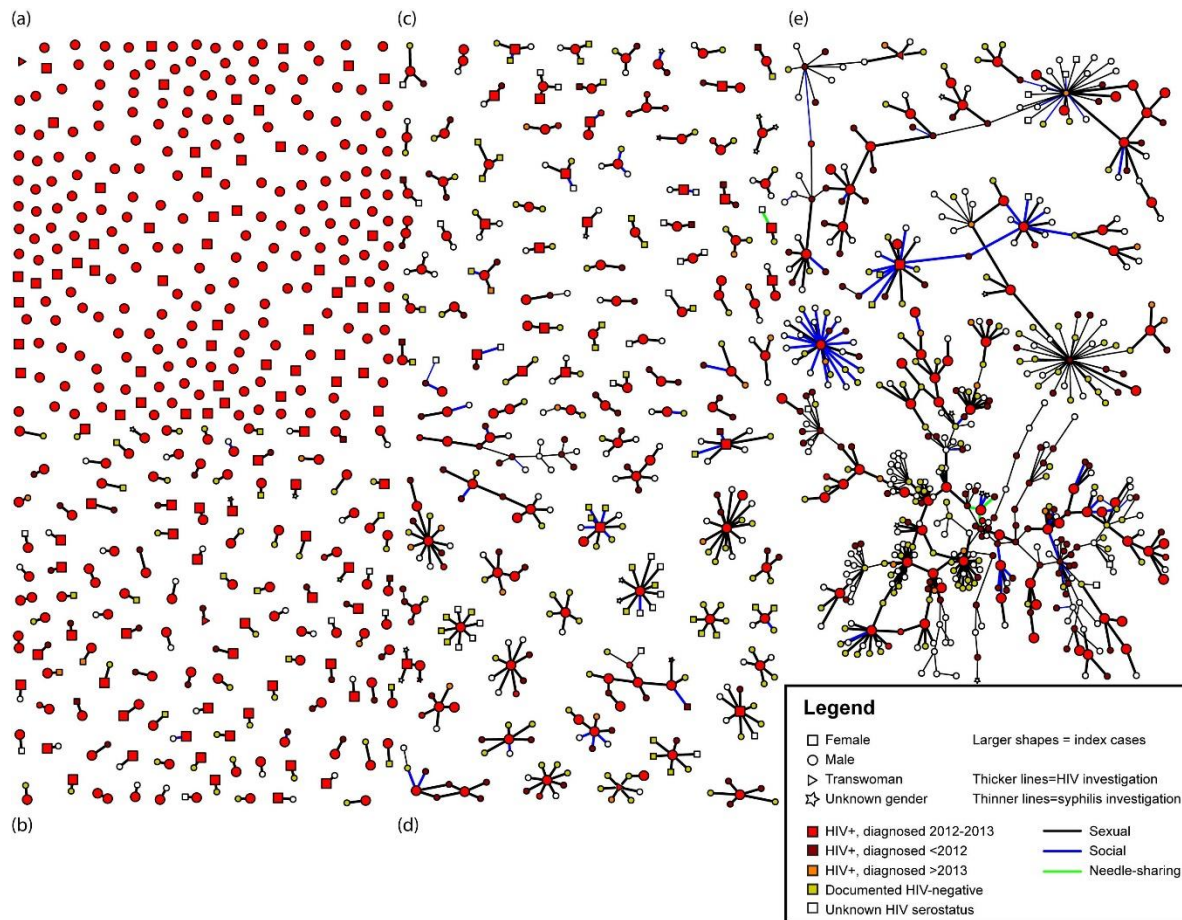 (a)
(c)
(e)
(b)
(d)
Legend
Female
Larger shapes = index cases
Male
Transwoman
Thicker lines=HIV investigation
Unknown gender
Thinner lines=syphilis investigation
HIV+, diagnosed 2012-2013
Sexual
HIV+, diagnosed <2012
Social
HIV+, diagnosed >2013
Needle-sharing
Documented HIV-negative
Unknown HIV serostatus